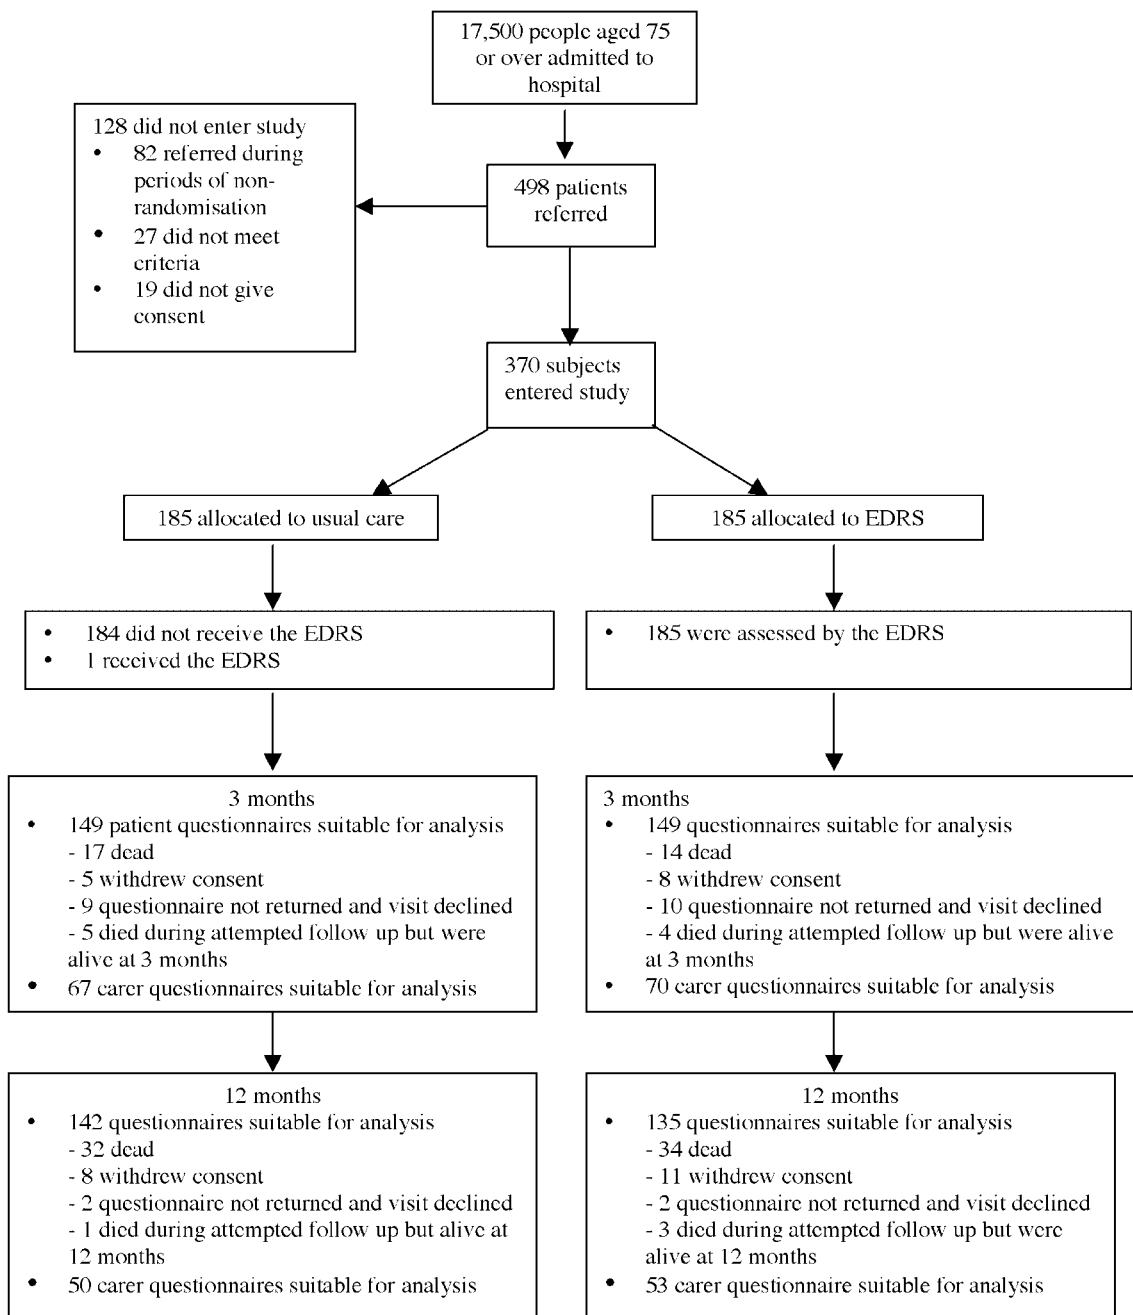 17,500 people aged 75
or over admitted to
hospital
128 did not enter study
• 82 referred during
periods of non-
randomisation
• 27 did not meet
criteria
• 19 did not give
consent
498 patients
referred
370 subjects
entered study
185 allocated to usual care
185 allocated to EDRS
• 184 did not receive the EDRS
• 1 received the EDRS
• 185 were assessed by the EDRS
3 months
• 149 patient questionnaires suitable for analysis
- 17 dead
- 5 withdrew consent
- 9 questionnaire not returned and visit declined
- 5 died during attempted follow up but were
alive at 3 months
• 67 carer questionnaires suitable for analysis
3 months
• 149 questionnaires suitable for analysis
- 14 dead
- 8 withdrew consent
- 10 questionnaire not returned and visit declined
- 4 died during attempted follow up but were alive
at 3 months
• 70 carer questionnaires suitable for analysis
12 months
• 142 questionnaires suitable for analysis
- 32 dead
- 8 withdrew consent
- 2 questionnaire not returned and visit declined
- 1 died during attempted follow up but alive at
12 months
• 50 carer questionnaires suitable for analysis
12 months
• 135 questionnaires suitable for analysis
- 34 dead
- 11 withdrew consent
- 2 questionnaire not returned and visit declined
- 3 died during attempted follow up but were
alive at 12 months
• 53 carer questionnaire suitable for analysis